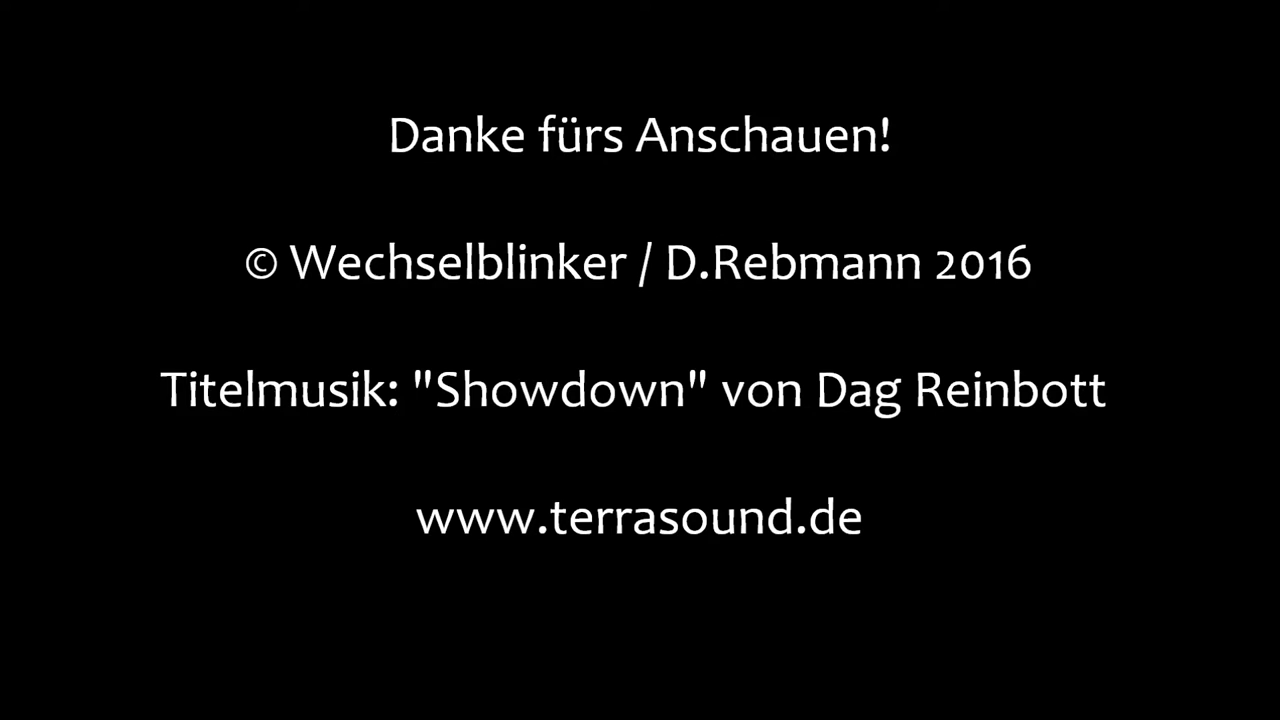 Danke fürs Anschauen!
© Wechselblinker / D.Rebmann 2016
Titelmusik: "Showdown" von Dag Reinbott
www.terrasound.de